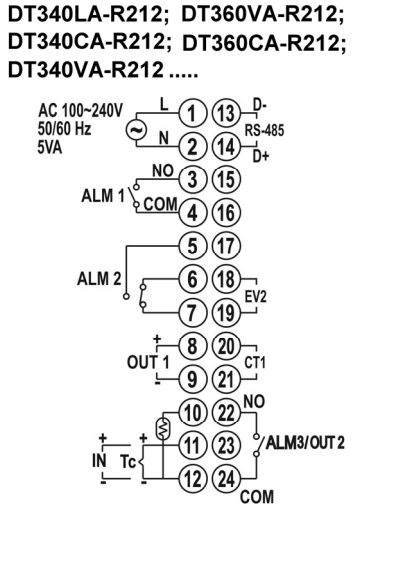 DT340LA-R212; DT360VA-R212;
DT340CA-R212; DT360CA-R212;
DT340VA-R212 .....
AC 100~240V
50/60 Hz
5VA
L
N
1
13
D-
RS-485
2
14
D+
ALM 1
NO
3
15
COM
4
16
5
17
ALM 2
6
18
EV2
7
19
+
OUT 1
-
8
20
CT1
9
21
10
22
NO
+
IN
-
+
Tc
-
11
23
ALM3/OUT 2
12
24
COM